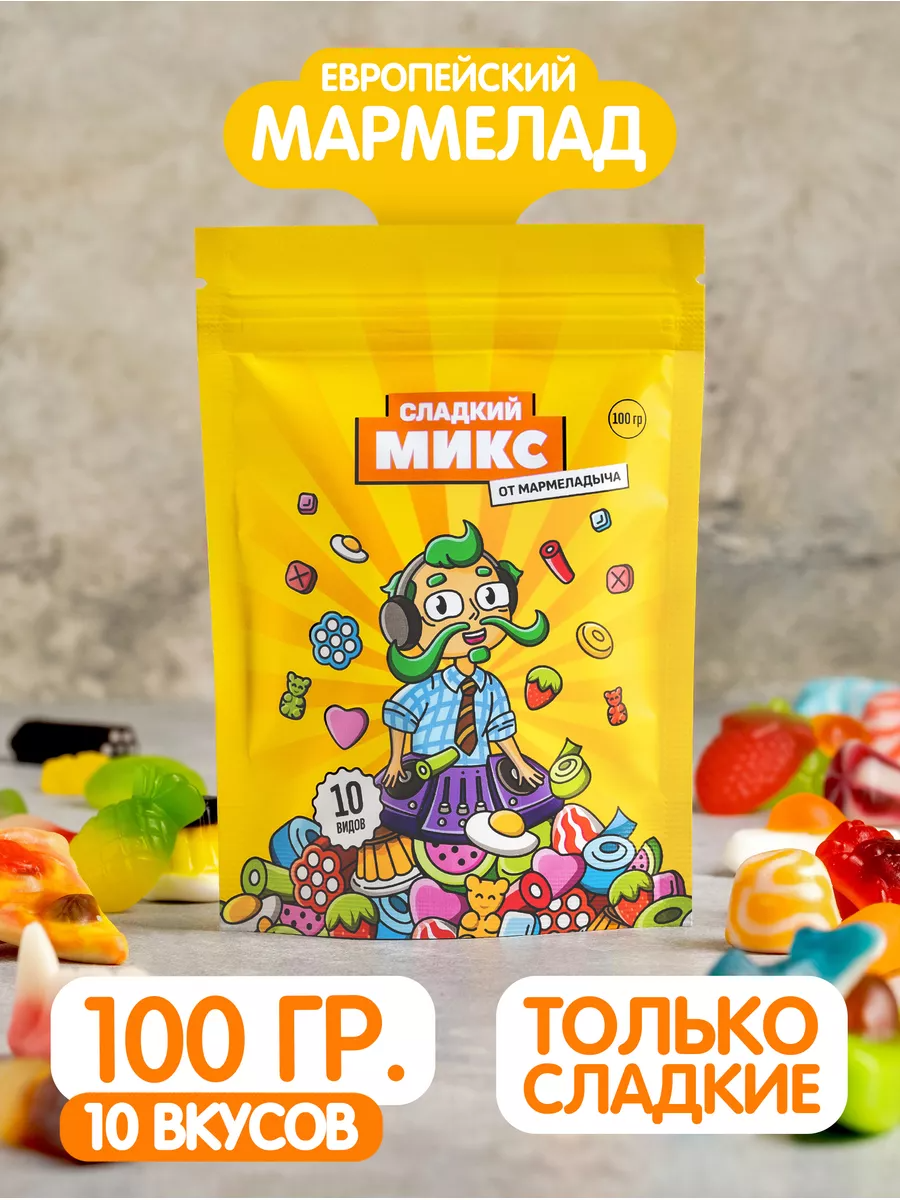 ЕВРОПЕЙСКИЙ
МАРМЕЛАД
СЛАДКИЙ
МИКС
ОТ МАРМЕЛАДЫЧА
100 гр
10
ВИДОВ
100 ГР.
10 ВКУСОВ
ТОЛЬКО
СЛАДКИЕ